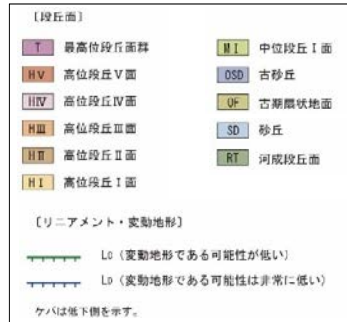 〔段丘面〕
T 最高位段丘面群
HⅤ 高位段丘Ⅴ面
HⅣ 高位段丘Ⅳ面
HⅢ 高位段丘Ⅲ面
HⅡ 高位段丘Ⅱ面
HⅠ 高位段丘Ⅰ面
MⅠ 中位段丘Ⅰ面
OSD 古砂丘
OF 古期扇状地面
SD 砂丘
RT 河成段丘面
〔リニアメント・変動地形〕
LC（変動地形である可能性が低い）
LD（変動地形である可能性は非常に低い）
ケバは低下側を示す。